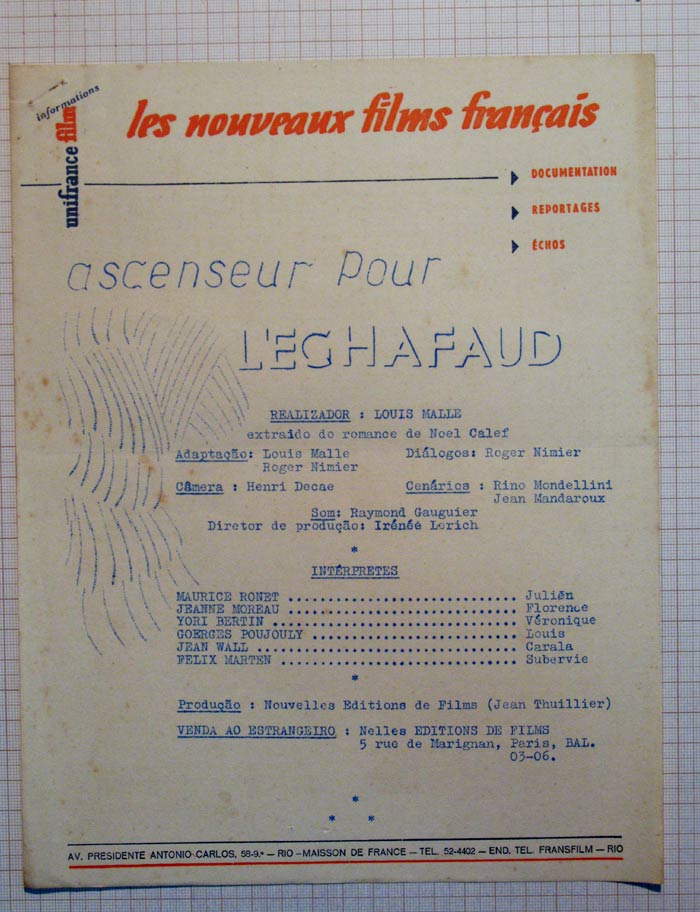 informations
unifrance film
les nouveaux films français
DOCUMENTATION
REPORTAGES
ÉCHOS
ascenseur pour
L'ECHAFAUD
REALIZADOR : LOUIS MALLE
extraido do romance de Noel Calef
Adaptação: Louis Malle Diálogos: Roger Nimier
Roger Nimier
Câmera : Henri Decae Cenários : Rino Mondellini
Jean Mandaroux
Som: Raymond Gauguier
Diretor de produção: Irénéé Lerich
*
INTÉRPRETES
MAURICE RONET ............................. Julién
JEANNE MOREAU ............................. Florence
YORI BERTIN ............................... Véronique
GOERGES POUJOULY .......................... Louis
JEAN WALL ................................. Carala
FELIX MARTEN .............................. Subervie
*
Produção : Nouvelles Editions de Films (Jean Thuillier)
VENDA AO ESTRANGEIRO : Nelles EDITIONS DE FILMS
5 rue de Marignan, Paris, BAL.
03-06.
*
* *
AV. PRESIDENTE ANTONIO CARLOS, 58-9.º — RIO — MAISSON DE FRANCE — TEL. 52-4402 — END. TEL. FRANSFILM — RIO